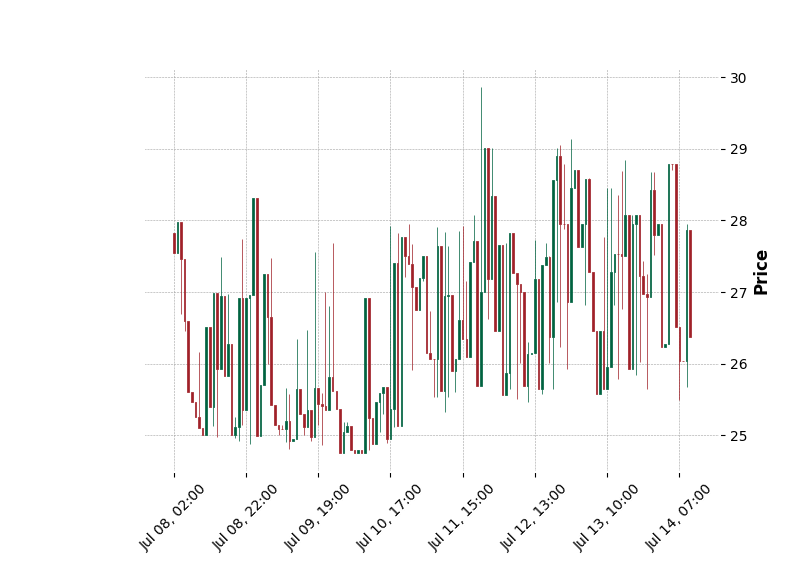 30
29
28
27
26
25
Price
Jul 08, 02:00
Jul 08, 22:00
Jul 09, 19:00
Jul 10, 17:00
Jul 11, 15:00
Jul 12, 13:00
Jul 13, 10:00
Jul 14, 07:00